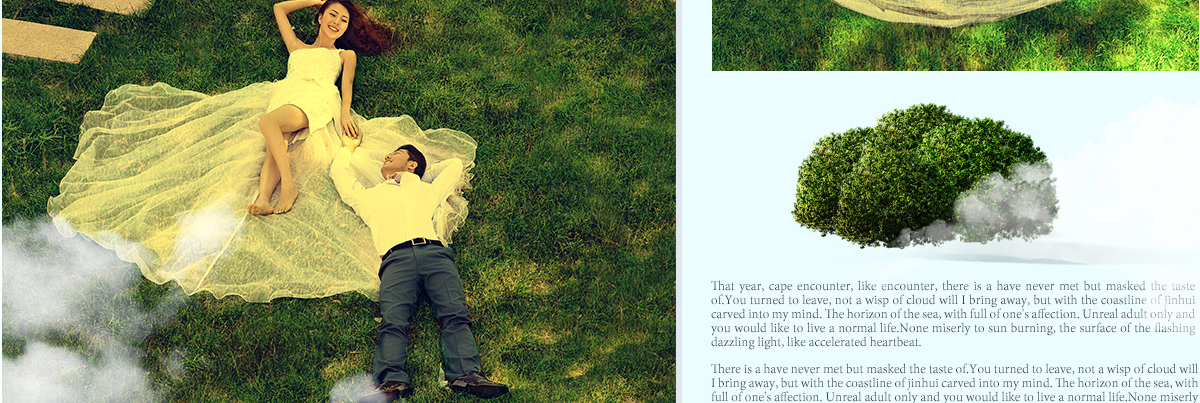 That year, cape encounter, like encounter, there is a have never met but masked the taste
of.You turned to leave, not a wisp of cloud will I bring away, but with the coastline of jinhui
carved into my mind. The horizon of the sea, with full of one's affection. Unreal adult only and
you would like to live a normal life.None miserly to sun burning, the surface of the flashing
dazzling light, like accelerated heartbeat.
There is a have never met but masked the taste of.You turned to leave, not a wisp of cloud will
I bring away, but with the coastline of jinhui carved into my mind. The horizon of the sea, with
full of one's affection. Unreal adult only and you would like to live a normal life.None miserly